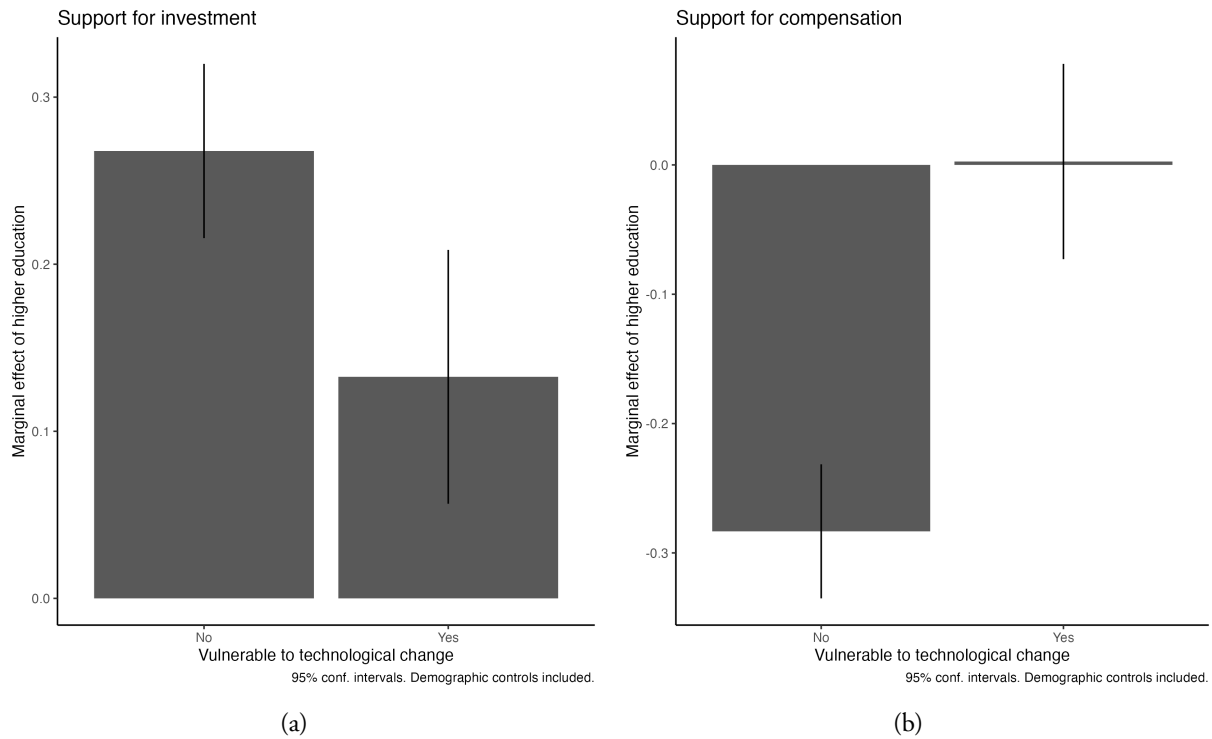 Support for investment
Marginal effect of higher education
0.3
0.2
0.1
0.0
No
Yes
Vulnerable to technological change
95% conf. intervals. Demographic controls included.
(a)
Support for compensation
Marginal effect of higher education
0.0
-0.1
-0.2
-0.3
No
Yes
Vulnerable to technological change
95% conf. intervals. Demographic controls included.
(b)